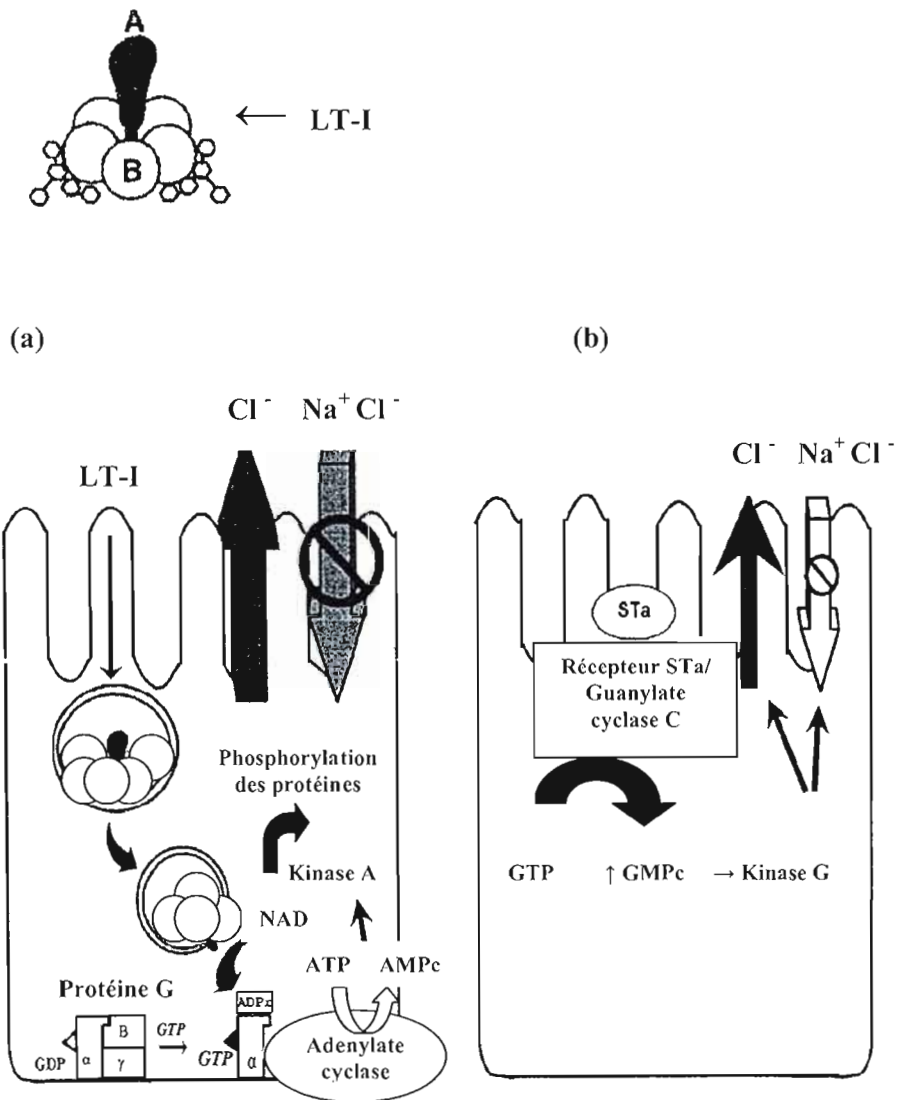 A
← LT-I
B
(a)
(b)
Cl⁻ Na⁺ Cl⁻
LT-I
Phosphorylation
des protéines
Kinase A
NAD
ATP AMPc
Protéine G
ADPr
GDP α B γ GTP → GTP α
Adenylate
cyclase
Cl⁻ Na⁺ Cl⁻
STa
Récepteur STa/
Guanylate
cyclase C
GTP ↑ GMPc → Kinase G